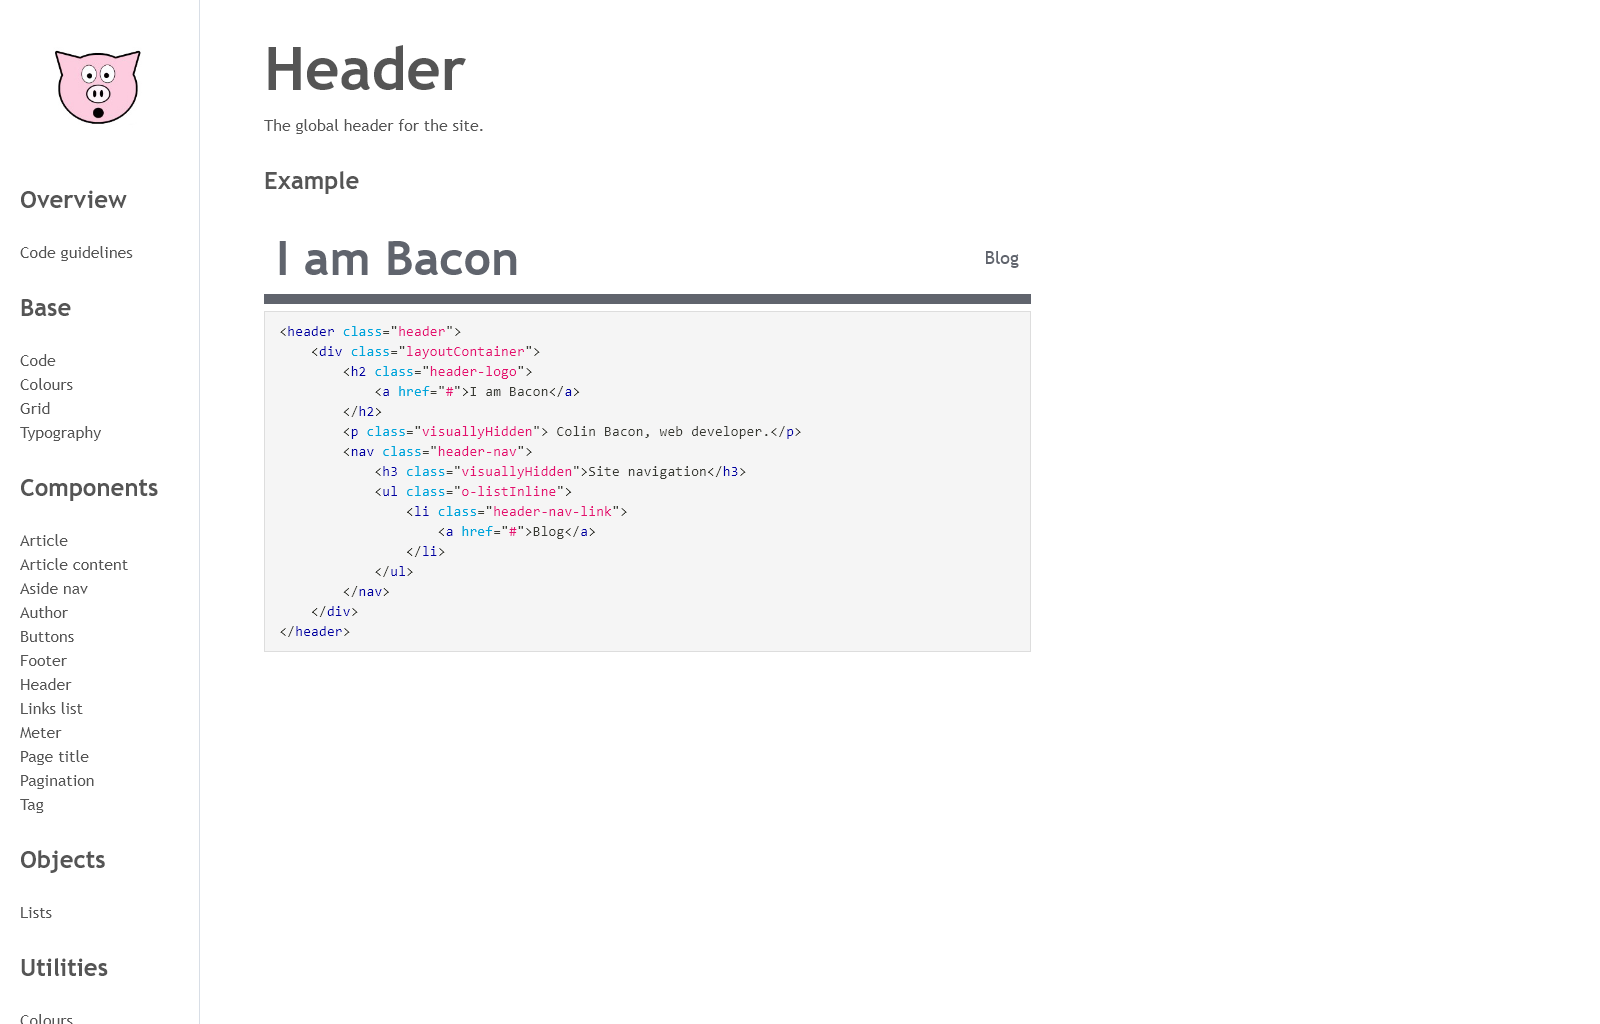 Overview
Code guidelines
Base
Code
Colours
Grid
Typography
Components
Article
Article content
Aside nav
Author
Buttons
Footer
Header
Links list
Meter
Page title
Pagination
Tag
Objects
Lists
Utilities
Colours
Header
The global header for the site.
Example
I am Bacon
Blog
<header class="header">
    <div class="layoutContainer">
        <h2 class="header-logo">
            <a href="#">I am Bacon</a>
        </h2>
        <p class="visuallyHidden"> Colin Bacon, web developer.</p>
        <nav class="header-nav">
            <h3 class="visuallyHidden">Site navigation</h3>
            <ul class="o-listInline">
                <li class="header-nav-link">
                    <a href="#">Blog</a>
                </li>
            </ul>
        </nav>
    </div>
</header>